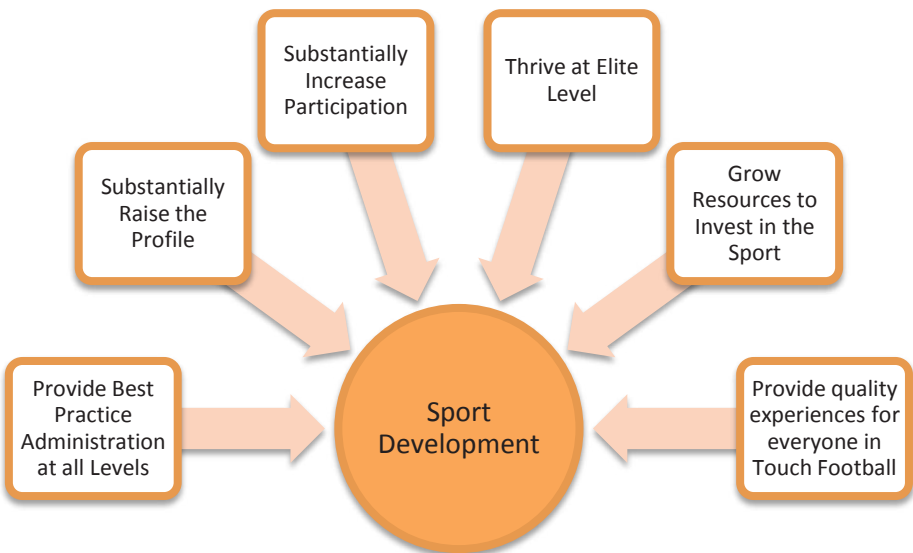 Substantially
Increase
Participation
Thrive at Elite
Level
Substantially
Raise the
Profile
Grow
Resources to
Invest in the
Sport
Provide Best
Practice
Administration
at all Levels
Sport
Development
Provide quality
experiences for
everyone in
Touch Football